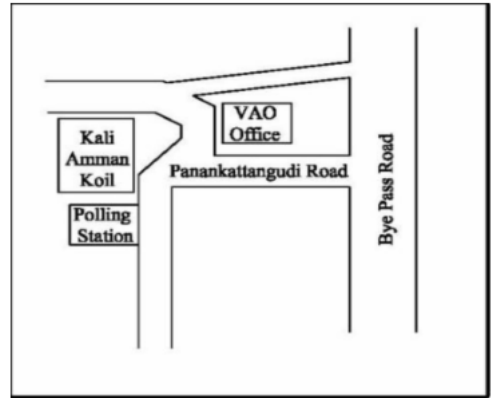 VAO
Office
Kali
Amman
Koil
Panankattangudi Road
Polling
Station
Bye Pass Road